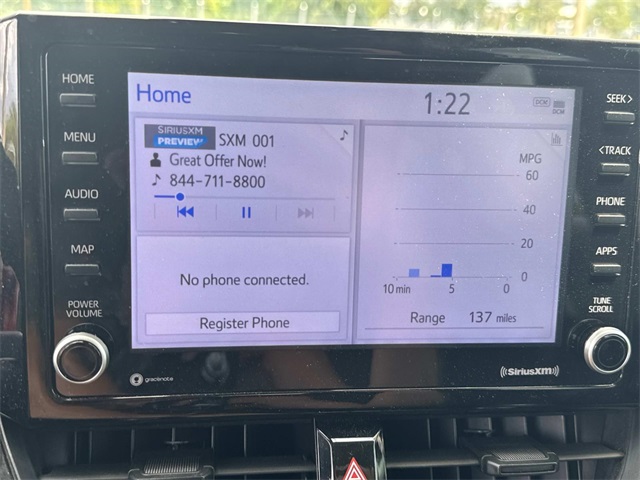 HOME
MENU
AUDIO
MAP
POWER
VOLUME
Home
1:22
DCM
DCM
SIRIUSXM
PREVIEW
SXM 001
Great Offer Now!
844-711-8800
No phone connected.
Register Phone
MPG
60
40
20
0
10 min
5
0
Range 137 miles
SEEK>
<TRACK
PHONE
APPS
TUNE
SCROLL
gracenote
((SiriusXM))